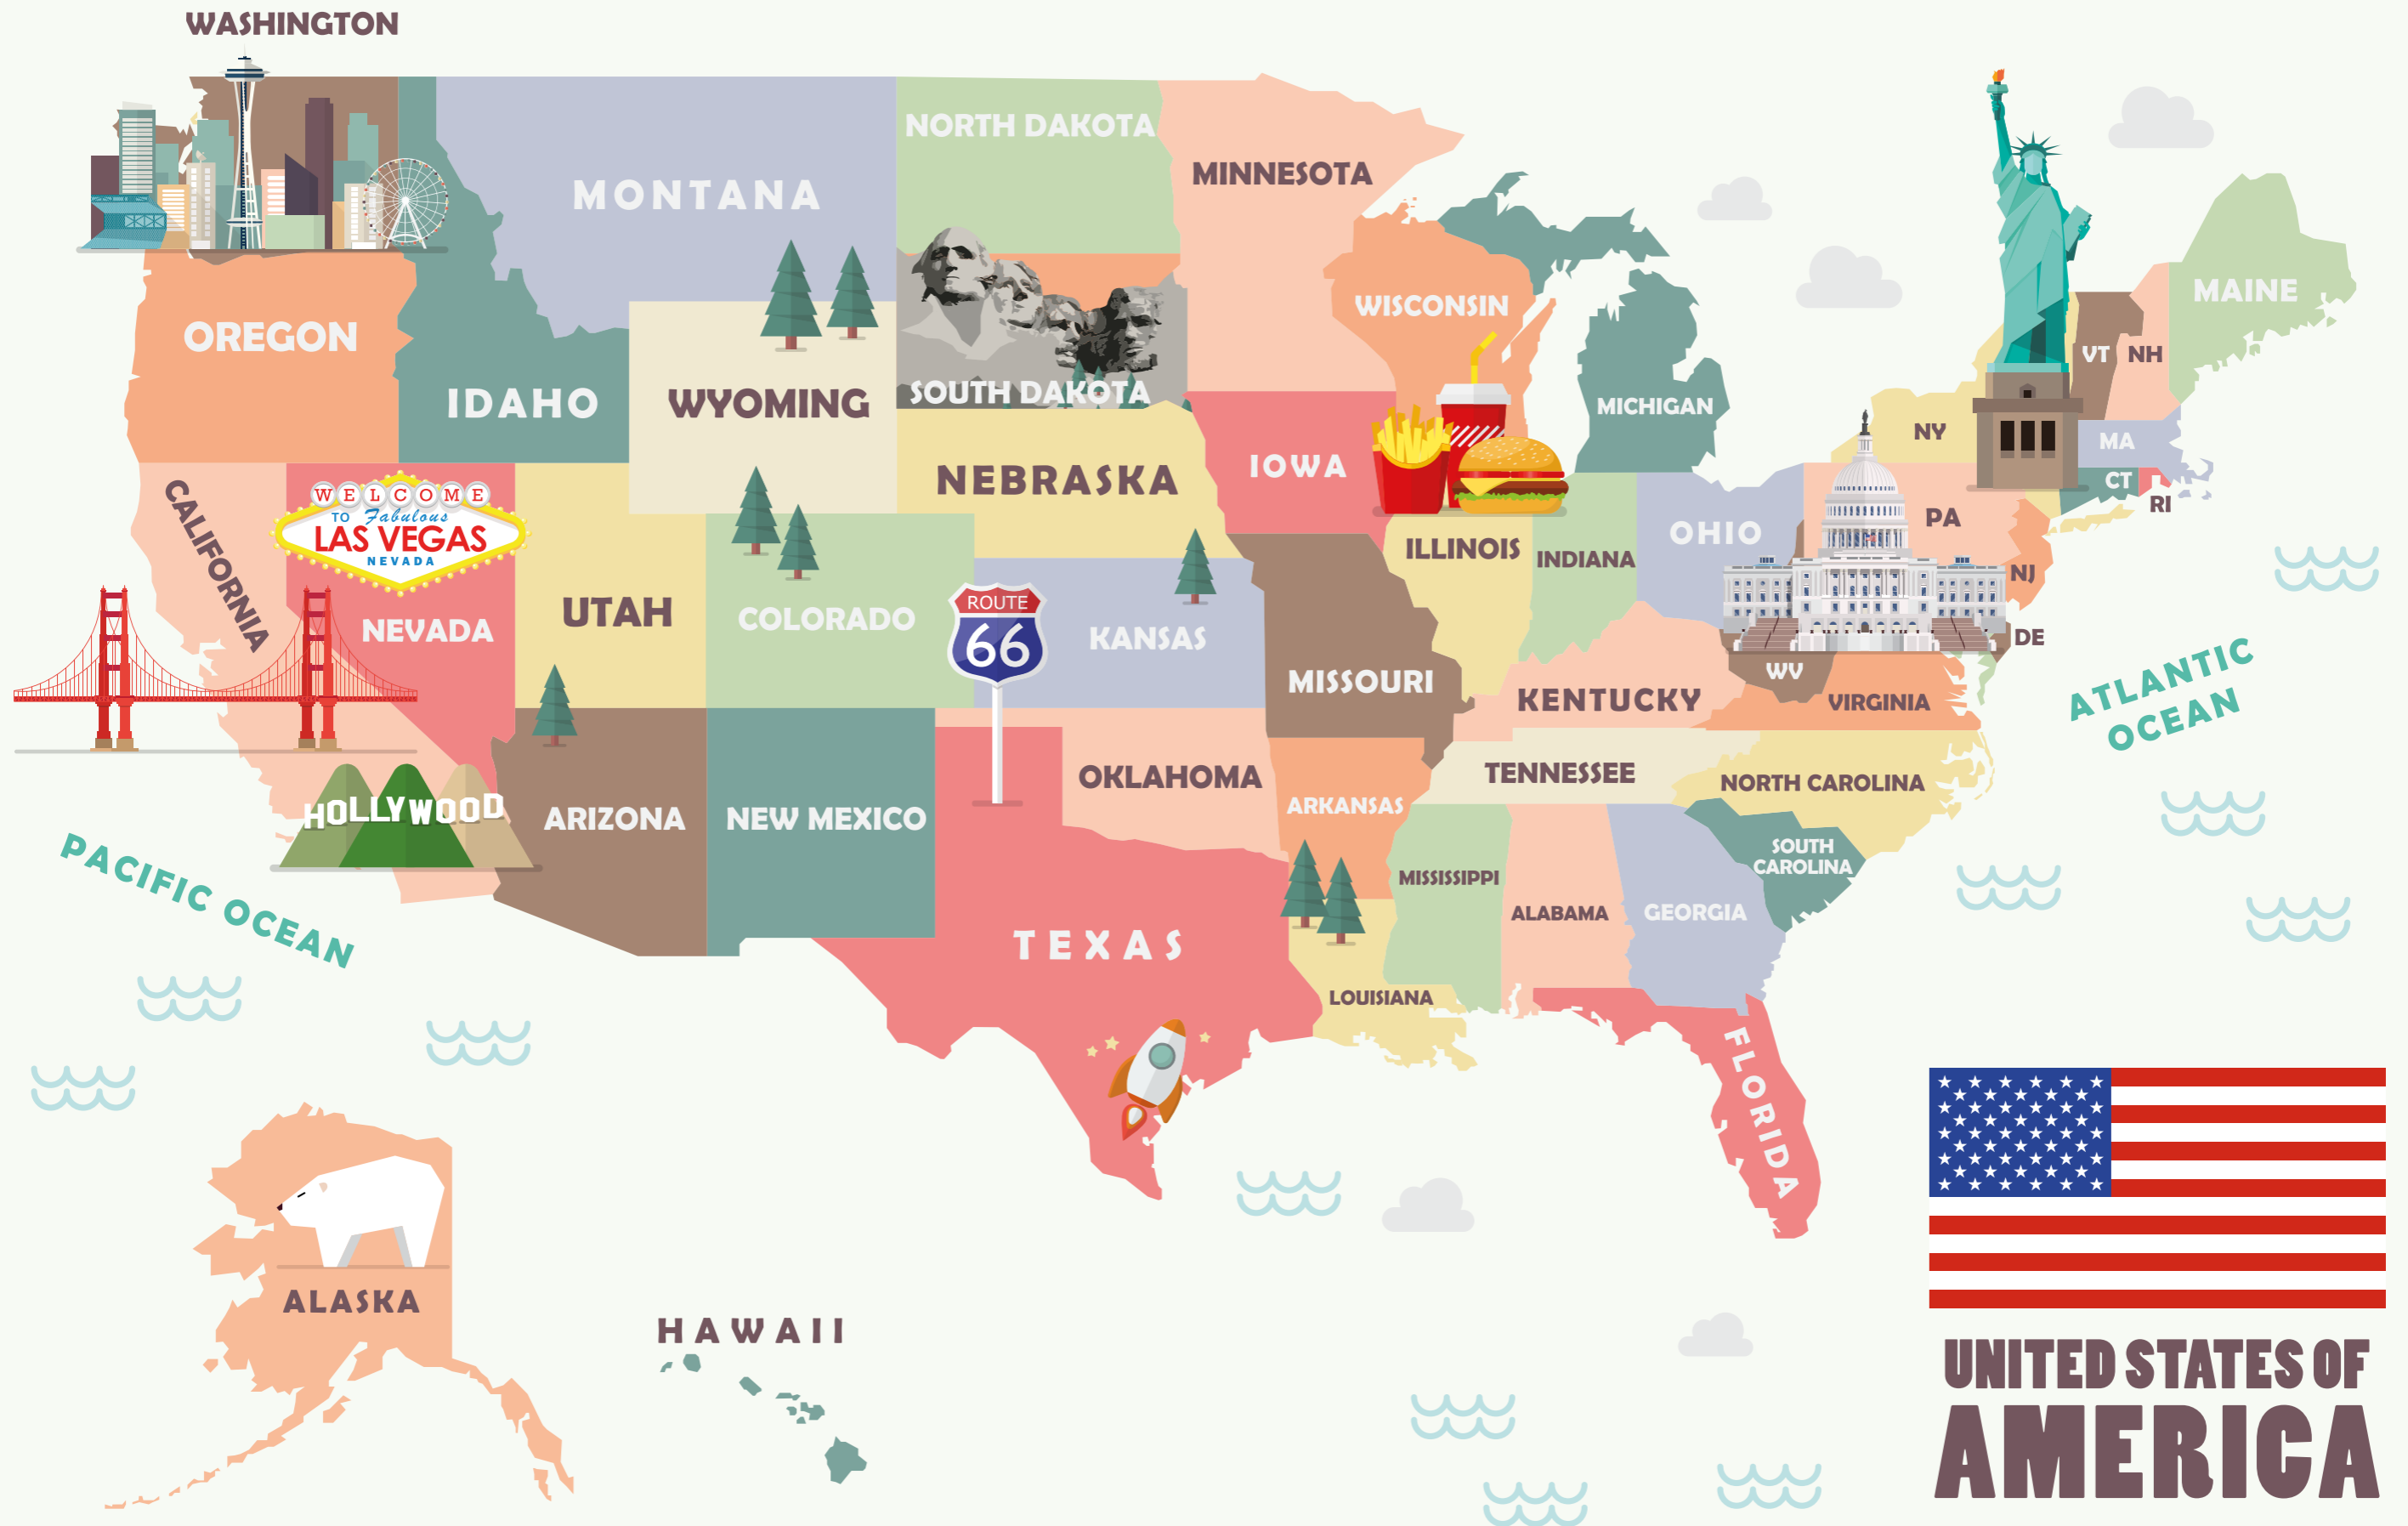 WASHINGTON
MONTANA
NORTH DAKOTA
MINNESOTA
OREGON
IDAHO
WYOMING
SOUTH DAKOTA
WISCONSIN
MICHIGAN
MAINE
VT
NH
NY
MA
CT
RI
NEBRASKA
IOWA
CALIFORNIA
WELCOME
TO Fabulous
LAS VEGAS
NEVADA
NEVADA
UTAH
COLORADO
ROUTE
66
KANSAS
MISSOURI
ILLINOIS
INDIANA
OHIO
PA
NJ
DE
WV
VIRGINIA
KENTUCKY
ATLANTIC
OCEAN
HOLLYWOOD
ARIZONA
NEW MEXICO
OKLAHOMA
ARKANSAS
TENNESSEE
NORTH CAROLINA
SOUTH
CAROLINA
PACIFIC OCEAN
TEXAS
LOUISIANA
MISSISSIPPI
ALABAMA
GEORGIA
FLORIDA
ALASKA
HAWAII
UNITED STATES OF
AMERICA